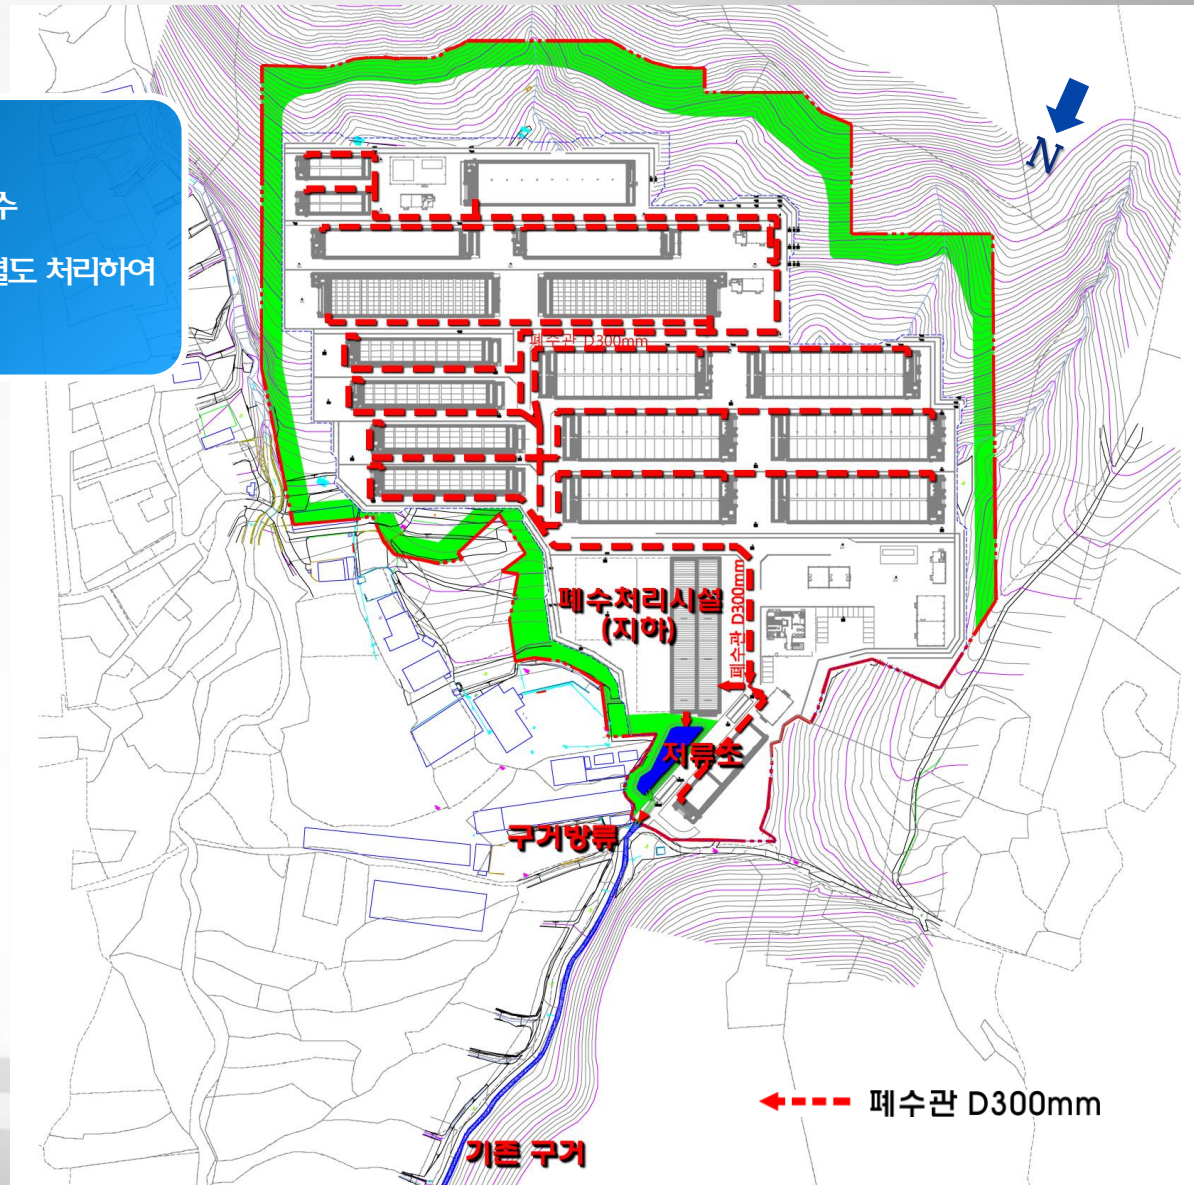 수
별도 처리하여
N
폐수관 D300mm
폐수처리시설
(지하)
폐수관 D300mm
저류조
구거방류
폐수관 D300mm
기존 구거